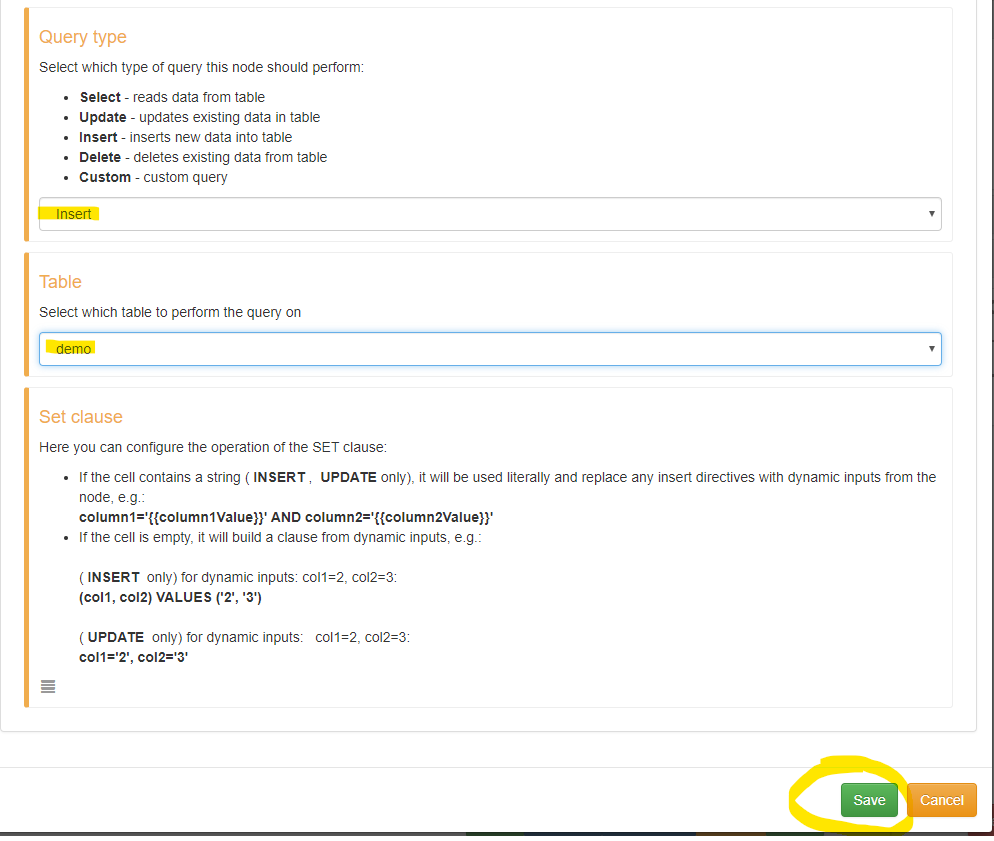 Query type
Select which type of query this node should perform:
• Select - reads data from table
• Update - updates existing data in table
• Insert - inserts new data into table
• Delete - deletes existing data from table
• Custom - custom query
Insert
Table
Select which table to perform the query on
demo
Set clause
Here you can configure the operation of the SET clause:
• If the cell contains a string ( INSERT , UPDATE only), it will be used literally and replace any insert directives with dynamic inputs from the
node, e.g.:
column1='{{column1Value}}' AND column2='{{column2Value}}'
• If the cell is empty, it will build a clause from dynamic inputs, e.g.:
( INSERT only) for dynamic inputs: col1=2, col2=3:
(col1, col2) VALUES ('2', '3')
( UPDATE only) for dynamic inputs: col1=2, col2=3:
col1='2', col2='3'
Save Cancel